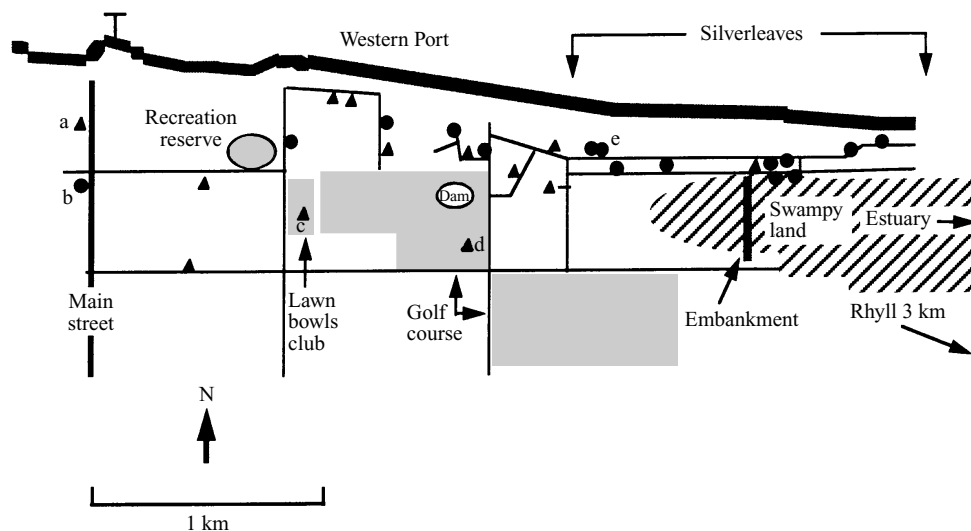 Western Port
Silverleaves
a
Recreation
reserve
e
b
Dam
c
d
Swampy
land
Estuary
Main
street
Lawn
bowls
club
Golf
course
Embankment
Rhyll 3 km
N
1 km